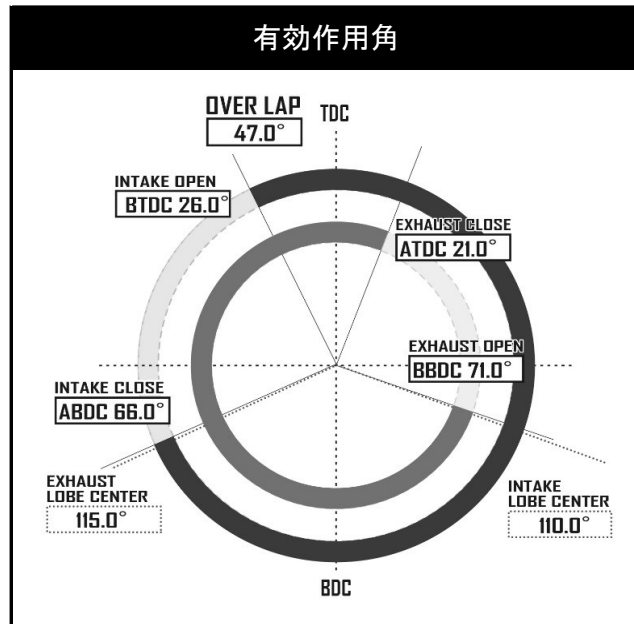 有効作用角
OVER LAP
47.0°
TDC
INTAKE OPEN
BTDC 26.0°
EXHAUST CLOSE
ATDC 21.0°
EXHAUST OPEN
BBDC 71.0°
INTAKE CLOSE
ABDC 66.0°
EXHAUST
LOBE CENTER
115.0°
INTAKE
LOBE CENTER
110.0°
BDC